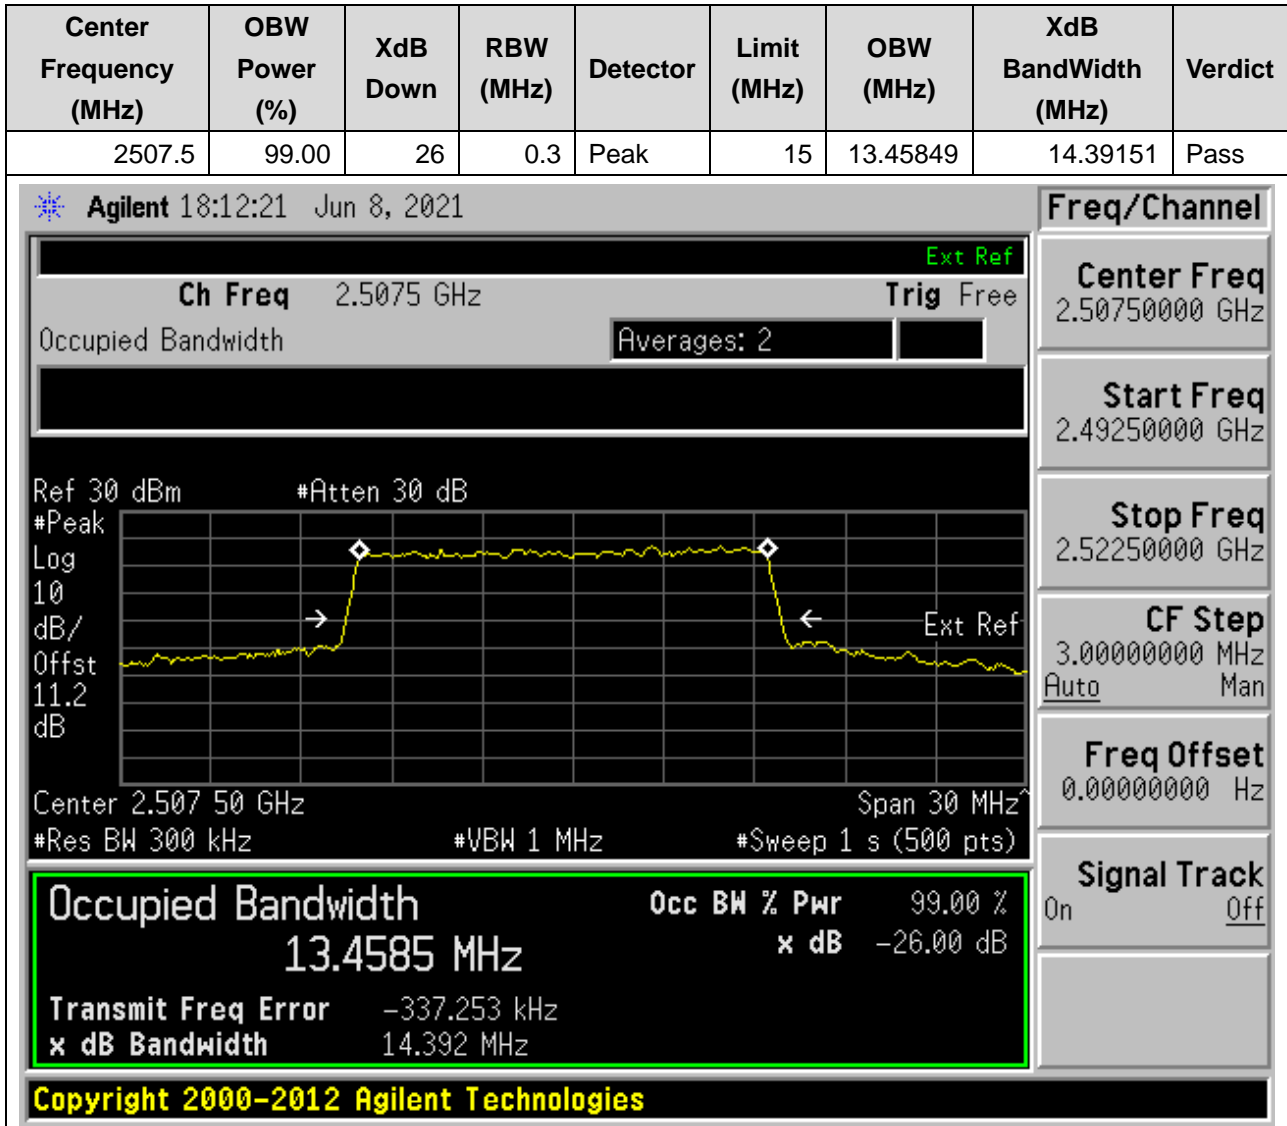 Center Frequency (MHz) OBW Power (%) XdB Down RBW (MHz) Detector Limit (MHz) OBW (MHz) XdB BandWidth (MHz) Verdict
2507.5 99.00 26 0.3 Peak 15 13.45849 14.39151 Pass
Agilent 18:12:21 Jun 8, 2021
Freq/Channel
Ext Ref
Ch Freq 2.5075 GHz Trig Free
Occupied Bandwidth Averages: 2
Center Freq
2.50750000 GHz
Start Freq
2.49250000 GHz
Stop Freq
2.52250000 GHz
CF Step
3.00000000 MHz
Auto Man
Freq Offset
0.00000000 Hz
Signal Track
On Off
Ref 30 dBm #Atten 30 dB
#Peak
Log
10
dB/
Offst
11.2
dB
Ext Ref
Center 2.507 50 GHz Span 30 MHz^
#Res BW 300 kHz #VBW 1 MHz #Sweep 1 s (500 pts)
Occupied Bandwidth
13.4585 MHz
Occ BW % Pwr 99.00 %
x dB -26.00 dB
Transmit Freq Error -337.253 kHz
x dB Bandwidth 14.392 MHz
Copyright 2000-2012 Agilent Technologies